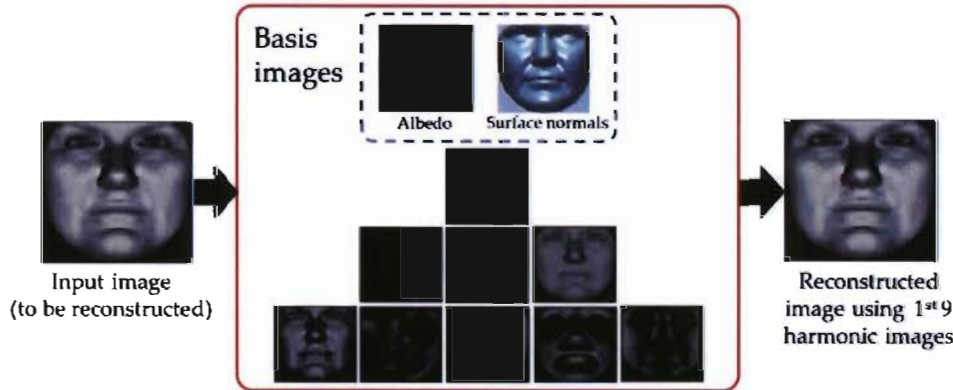 Basis
images
Albedo
Surface normals
Input image
(to be reconstructed)
Reconstructed
image using 1st 9
harmonic images